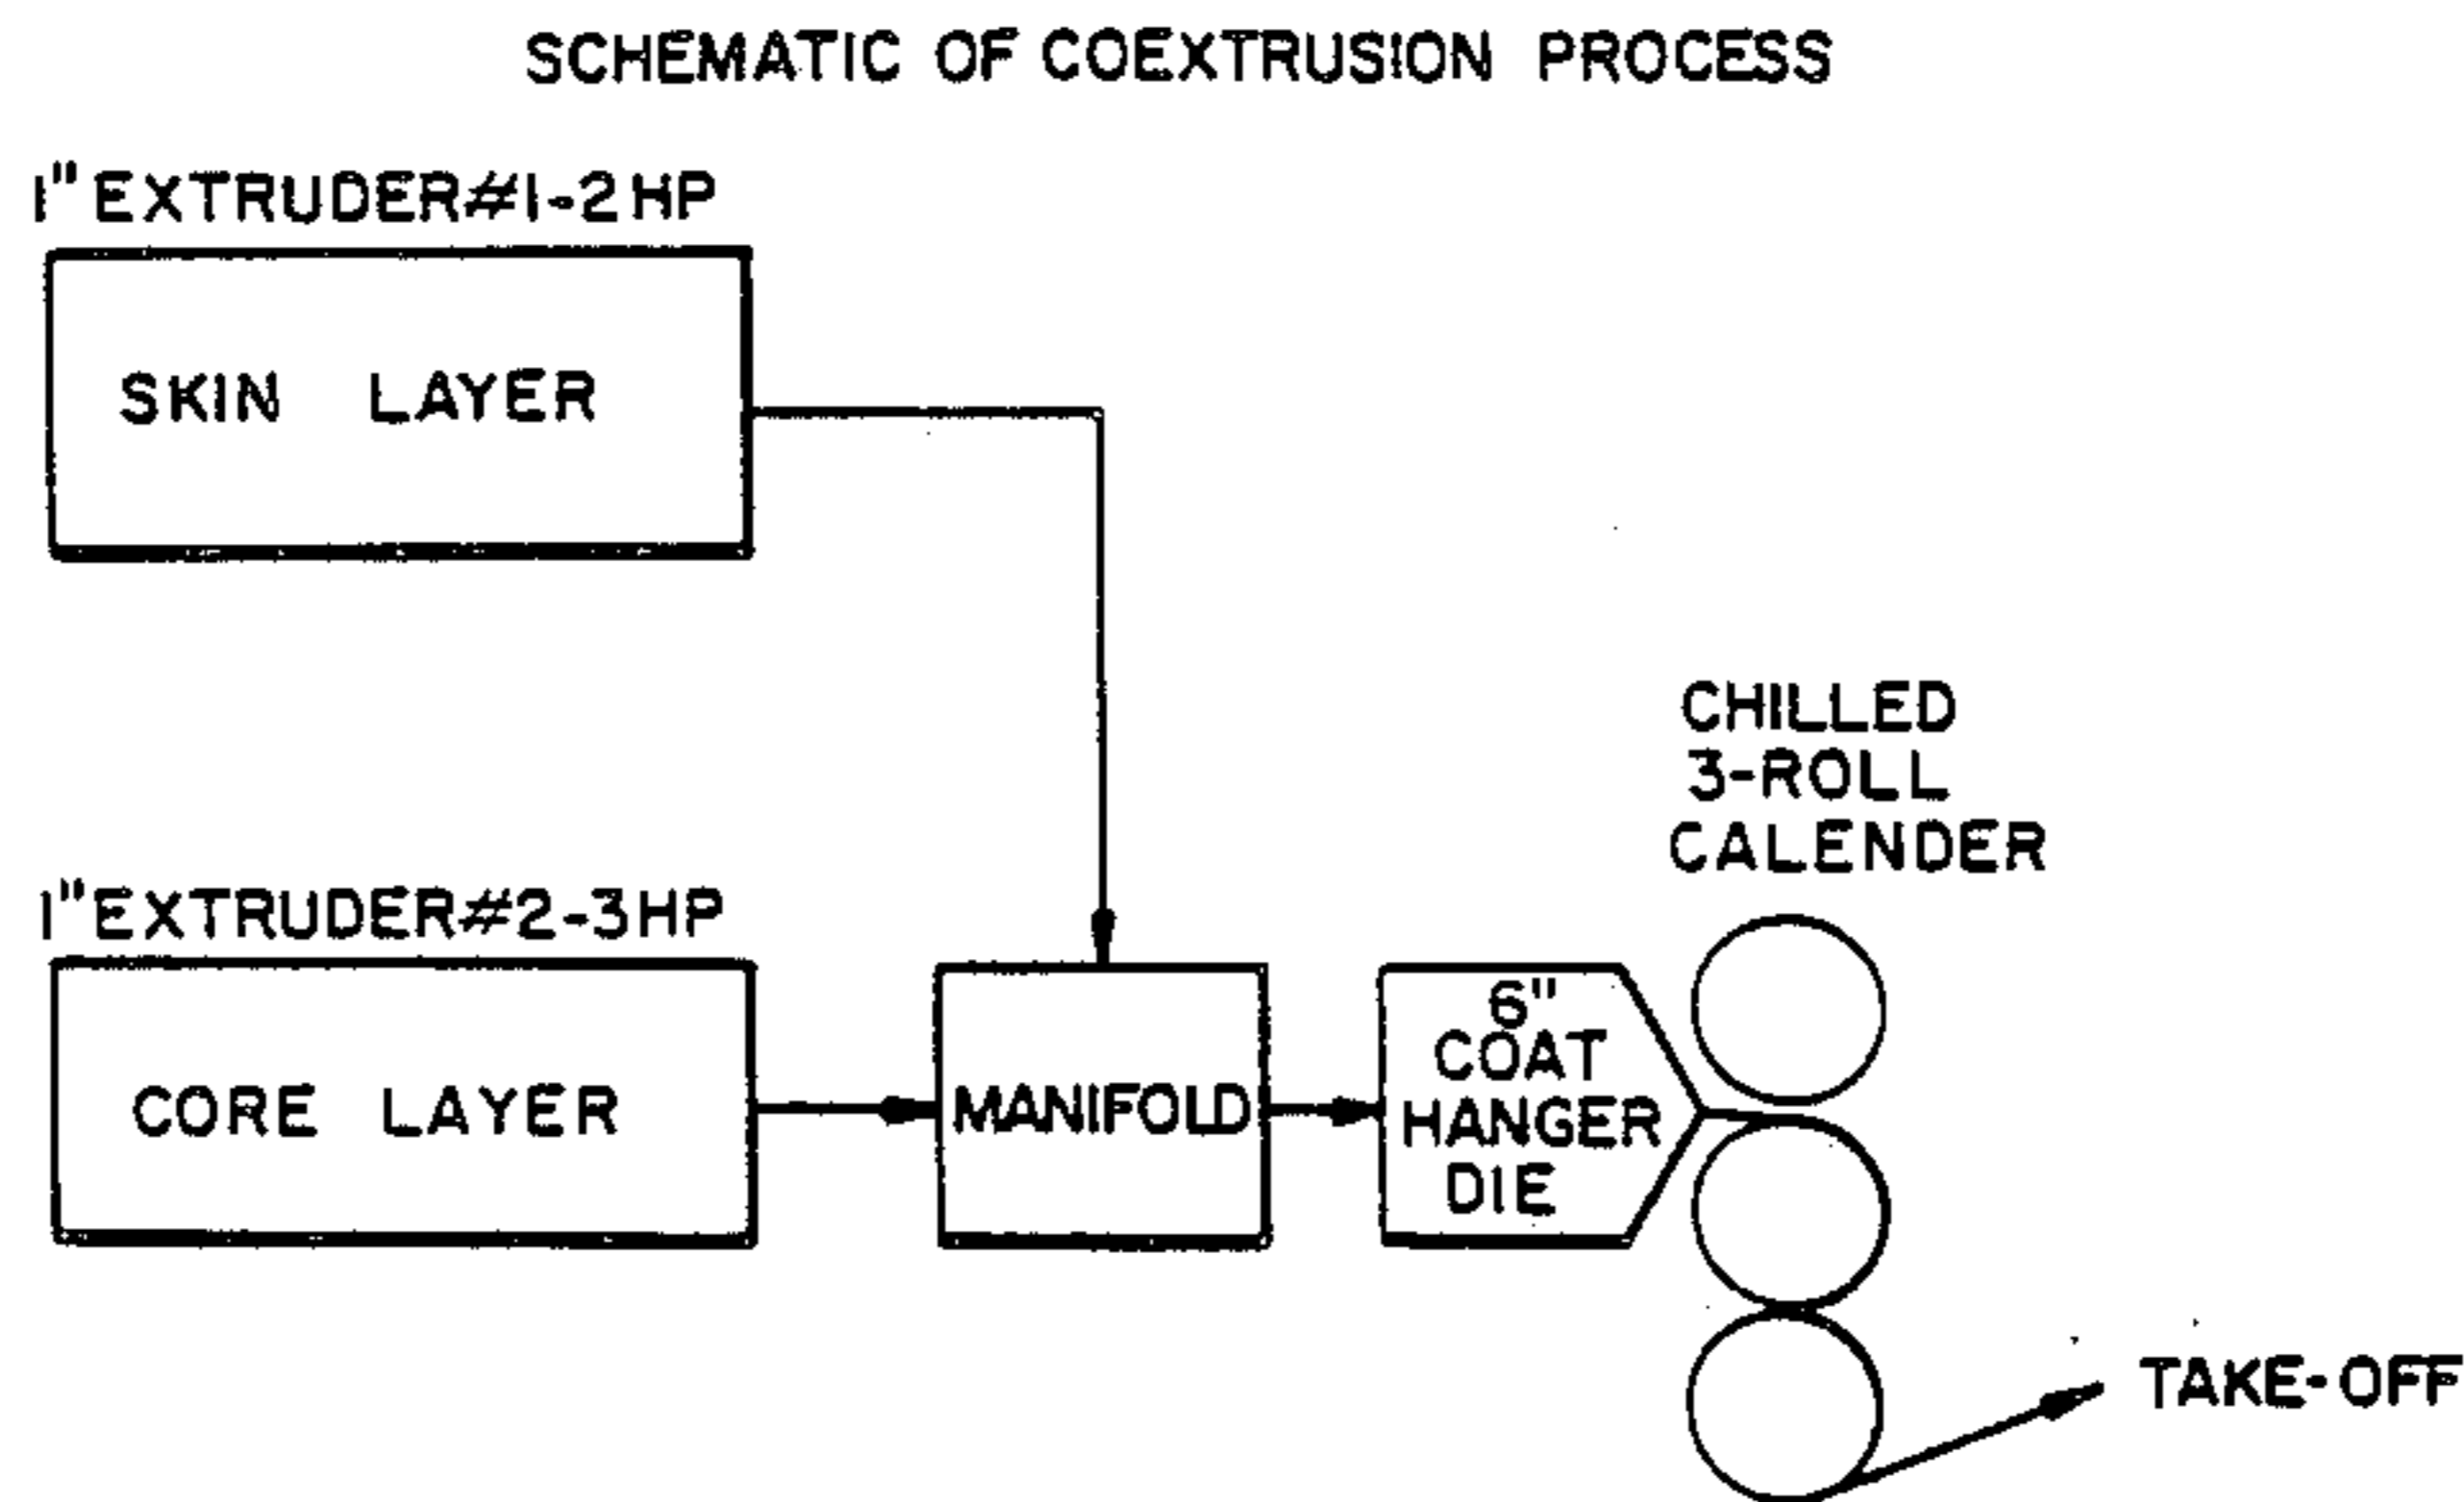 SCHEMATIC OF COEXTRUSION PROCESS
1" EXTRUDER#1-2HP
SKIN LAYER
CHILLED
3-ROLL
CALENDER
1" EXTRUDER#2-3HP
CORE LAYER
MANIFOLD
6"
COAT
HANGER
DIE
TAKE-OFF